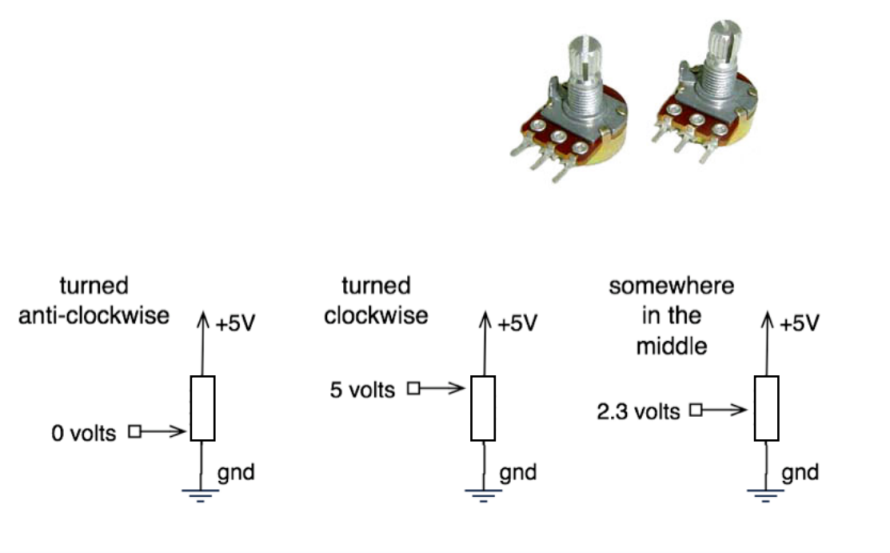 turned
anti-clockwise
+5V
0 volts
gnd
turned
clockwise
+5V
5 volts
gnd
somewhere
in the
middle
+5V
2.3 volts
gnd